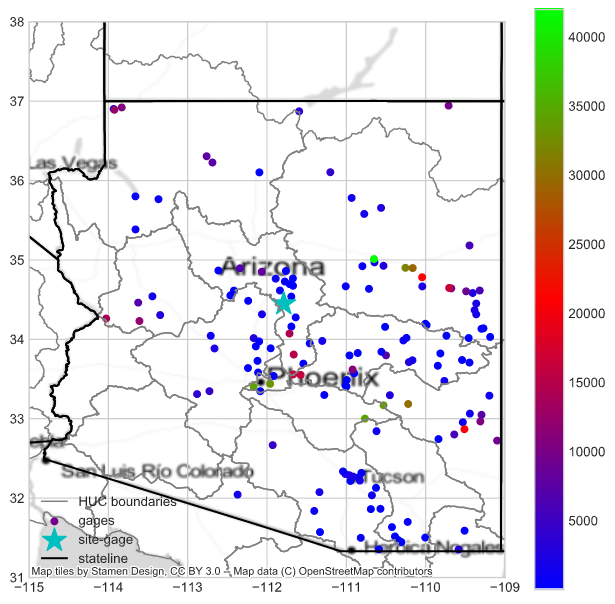 38
37
36
35
34
33
32
31
−115
−114
−113
−112
−111
−110
−109
Las Vegas
Arizona
Phoenix
San Luis Río Colorado
Tucson
Heroica Nogales
HUC boundaries
gages
site-gage
stateline
Map tiles by Stamen Design, CC BY 3.0 -- Map data (C) OpenStreetMap contributors
40000
35000
30000
25000
20000
15000
10000
5000